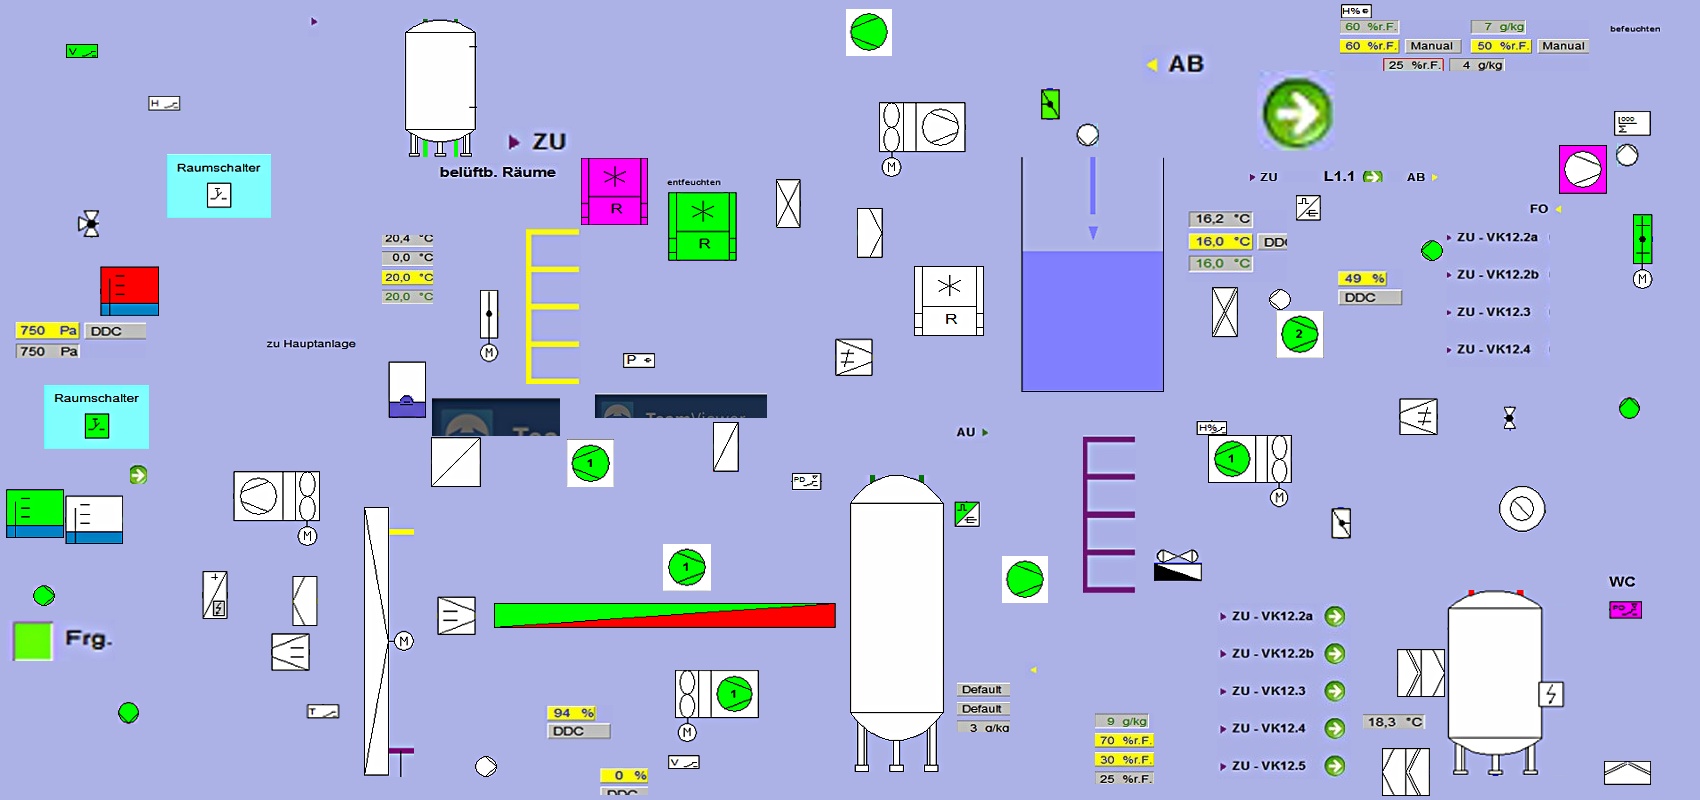 H%
60 %r.F.
7 g/kg
befeuchten
60 %r.F.
Manual
50 %r.F.
Manual
25 %r.F.
4 g/kg
V
AB
H
1000
Σ
ZU
belüftb. Räume
Raumschalter
M
entfeuchten
R
R
ZU
L1.1
AB
FO
16,2 °C
16,0 °C
16,0 °C
ZU - VK12.2a
ZU - VK12.2b
ZU - VK12.3
ZU - VK12.4
20,4 °C
0,0 °C
20,0 °C
20,0 °C
49 %
DDC
M
R
2
750 Pa
DDC
750 Pa
zu Hauptanlage
M
P
Raumschalter
TeamViewer
AU
H%
1
1
PD
M
M
1
WC
PD
Frg.
M
ZU - VK12.2a
ZU - VK12.2b
ZU - VK12.3
ZU - VK12.4
ZU - VK12.5
T
94 %
DDC
1
M
V
0 %
DDC
Default
Default
3 g/kg
9 g/kg
70 %r.F.
30 %r.F.
25 %r.F.
18,3 °C